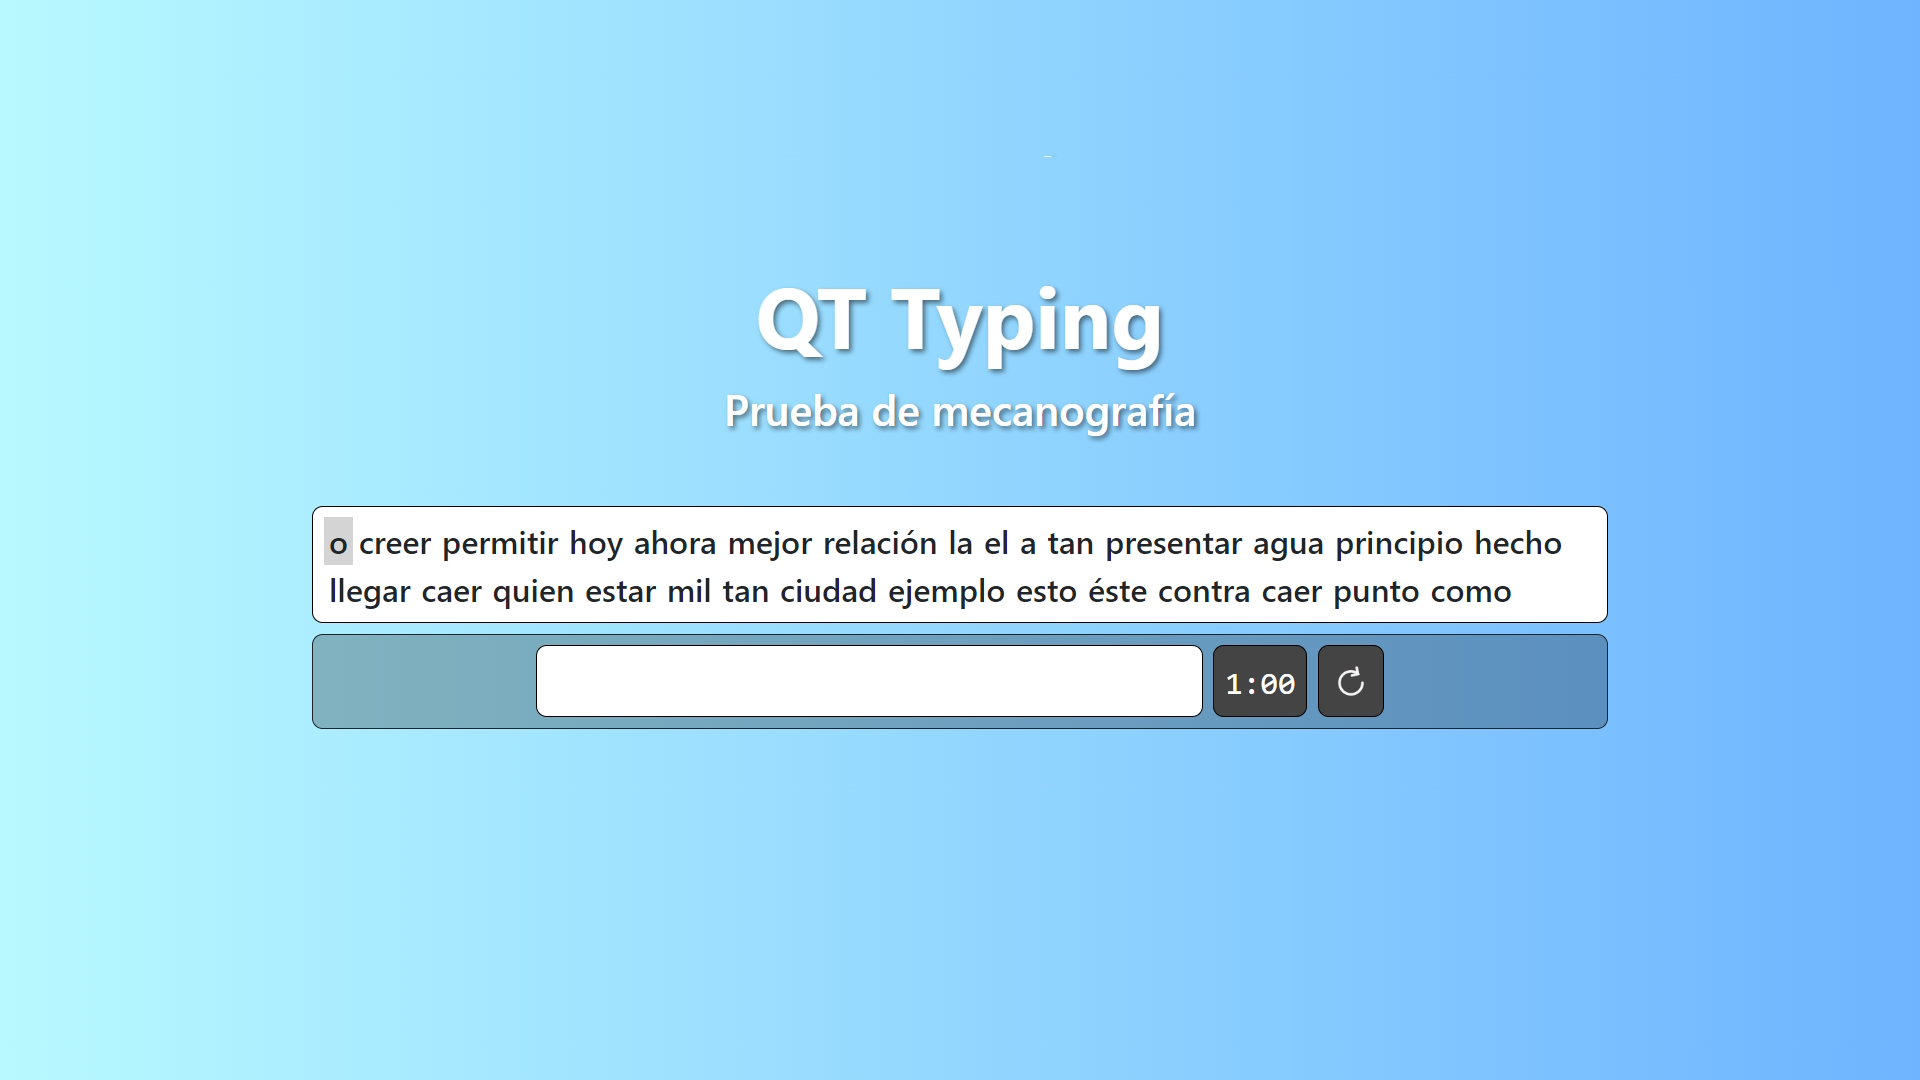 QT Typing
Prueba de mecanografía
o creer permitir hoy ahora mejor relación la el a tan presentar agua principio hecho
llegar caer quien estar mil tan ciudad ejemplo esto éste contra caer punto como
1:00